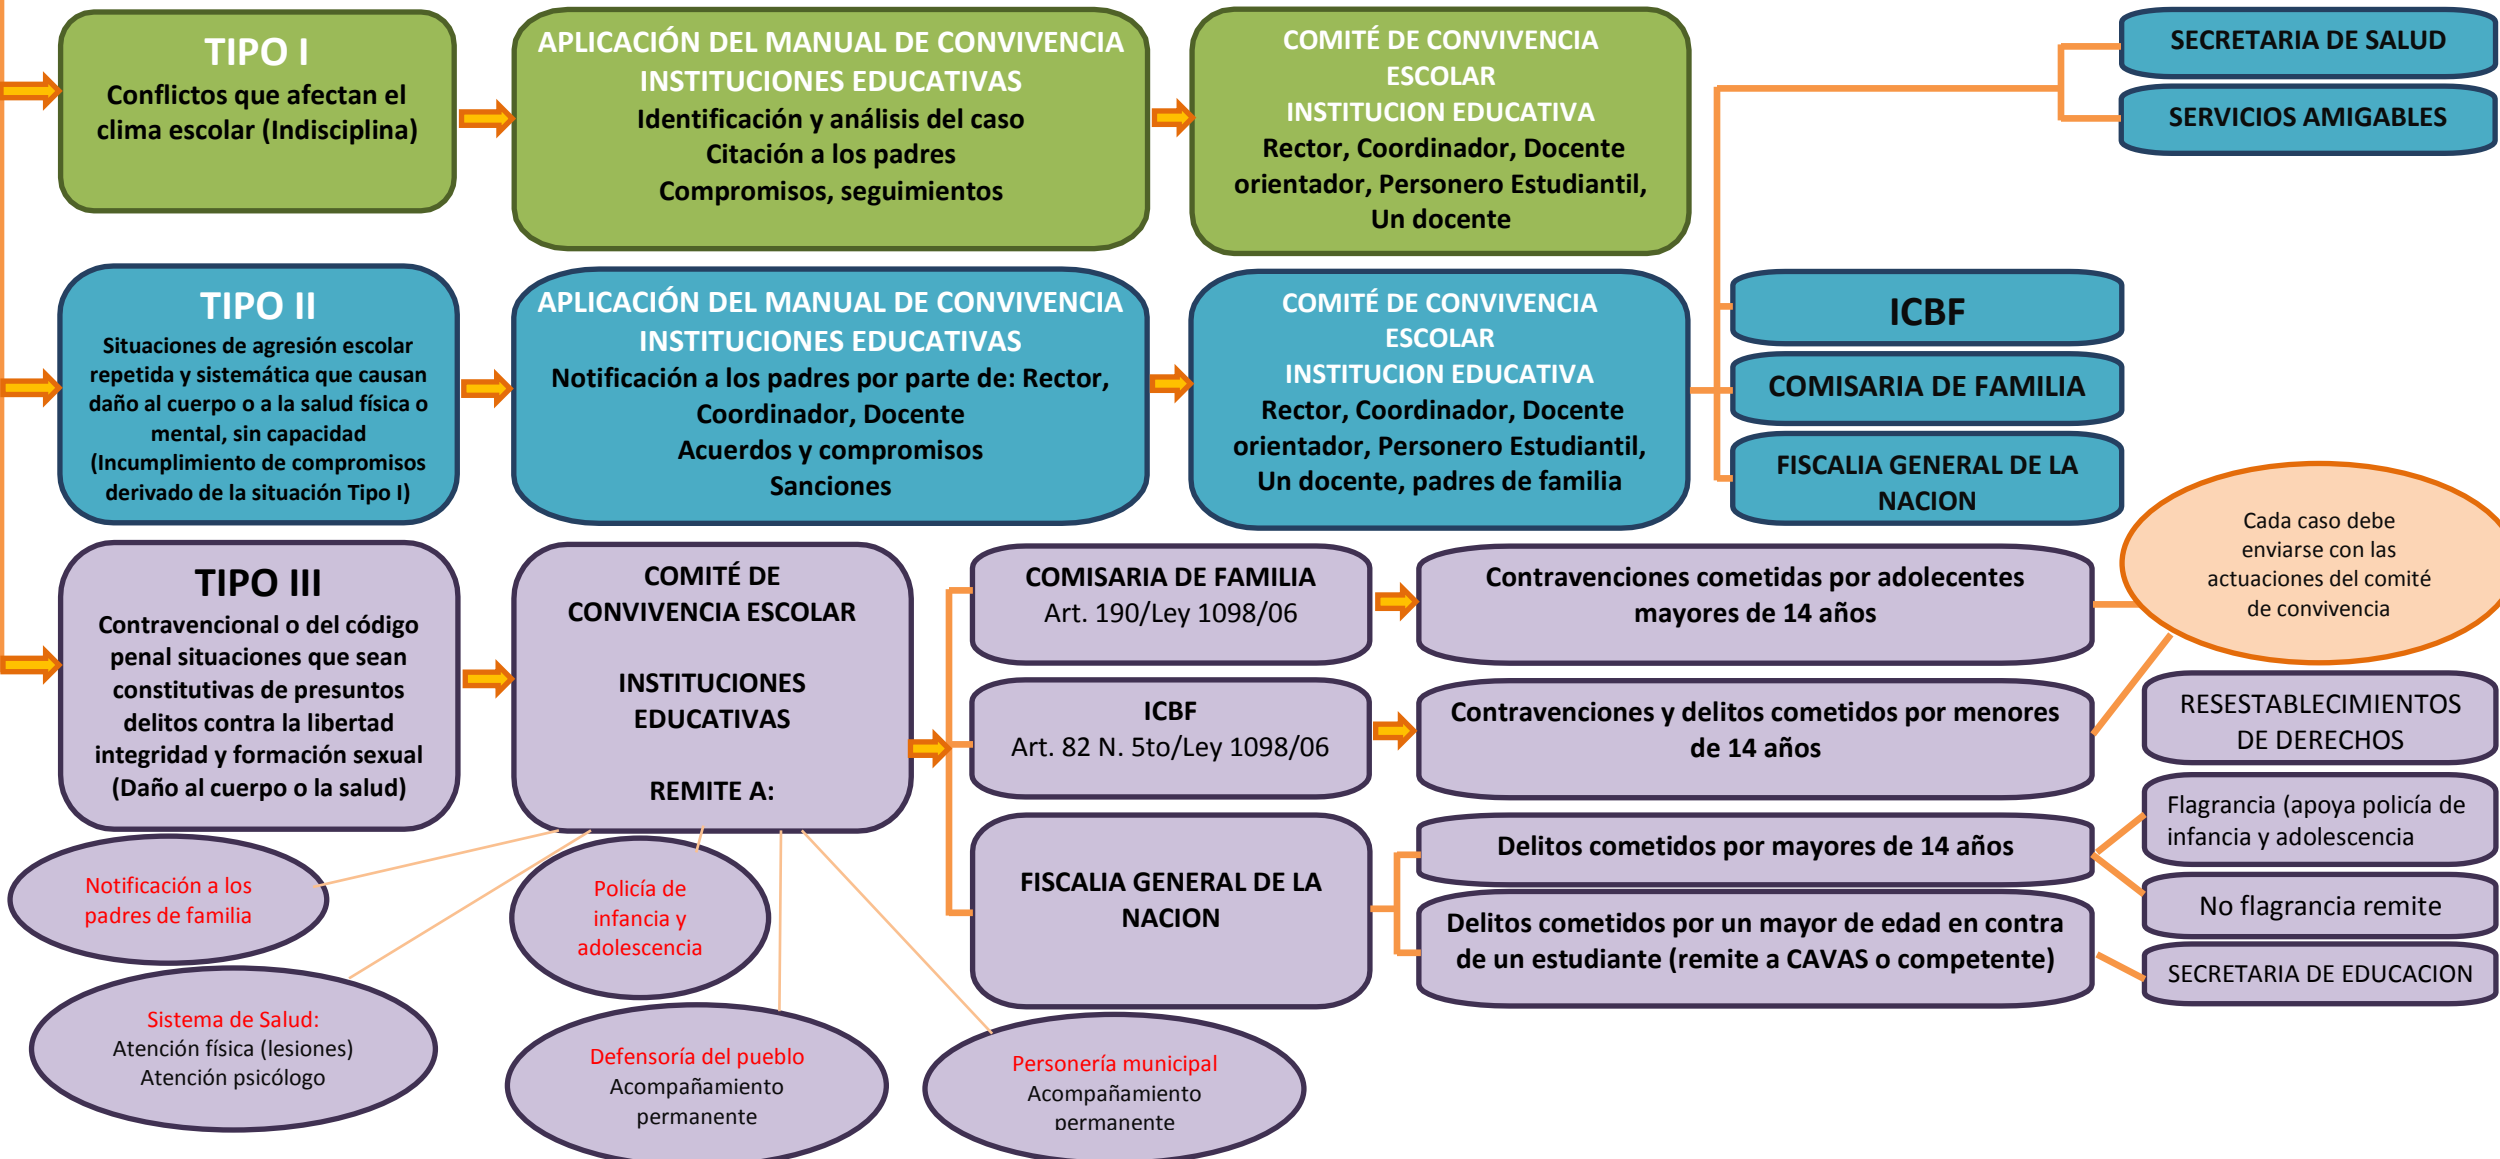 TIPO I
Conflictos que afectan el
clima escolar (Indisciplina)
APLICACIÓN DEL MANUAL DE CONVIVENCIA
INSTITUCIONES EDUCATIVAS
Identificación y análisis del caso
Citación a los padres
Compromisos, seguimientos
COMITÉ DE CONVIVENCIA
ESCOLAR
INSTITUCION EDUCATIVA
Rector, Coordinador, Docente
orientador, Personero Estudiantil,
Un docente
SECRETARIA DE SALUD
SERVICIOS AMIGABLES
TIPO II
Situaciones de agresión escolar
repetida y sistemática que causan
daño al cuerpo o a la salud física o
mental, sin capacidad
(Incumplimiento de compromisos
derivado de la situación Tipo I)
APLICACIÓN DEL MANUAL DE CONVIVENCIA
INSTITUCIONES EDUCATIVAS
Notificación a los padres por parte de: Rector,
Coordinador, Docente
Acuerdos y compromisos
Sanciones
COMITÉ DE CONVIVENCIA
ESCOLAR
INSTITUCION EDUCATIVA
Rector, Coordinador, Docente
orientador, Personero Estudiantil,
Un docente, padres de familia
ICBF
COMISARIA DE FAMILIA
FISCALIA GENERAL DE LA
NACION
TIPO III
Contravencional o del código
penal situaciones que sean
constitutivas de presuntos
delitos contra la libertad
integridad y formación sexual
(Daño al cuerpo o la salud)
COMITÉ DE
CONVIVENCIA ESCOLAR
INSTITUCIONES
EDUCATIVAS
REMITE A:
COMISARIA DE FAMILIA
Art. 190/Ley 1098/06
Contravenciones cometidas por adolecentes
mayores de 14 años
Cada caso debe
enviarse con las
actuaciones del comité
de convivencia
ICBF
Art. 82 N. 5to/Ley 1098/06
Contravenciones y delitos cometidos por menores
de 14 años
RESESTABLECIMIENTOS
DE DERECHOS
FISCALIA GENERAL DE LA
NACION
Delitos cometidos por mayores de 14 años
Flagrancia (apoya policía de
infancia y adolescencia
No flagrancia remite
Delitos cometidos por un mayor de edad en contra
de un estudiante (remite a CAVAS o competente)
SECRETARIA DE EDUCACION
Notificación a los
padres de familia
Policía de
infancia y
adolescencia
Sistema de Salud:
Atención física (lesiones)
Atención psicólogo
Defensoría del pueblo
Acompañamiento
permanente
Personería municipal
Acompañamiento
permanente